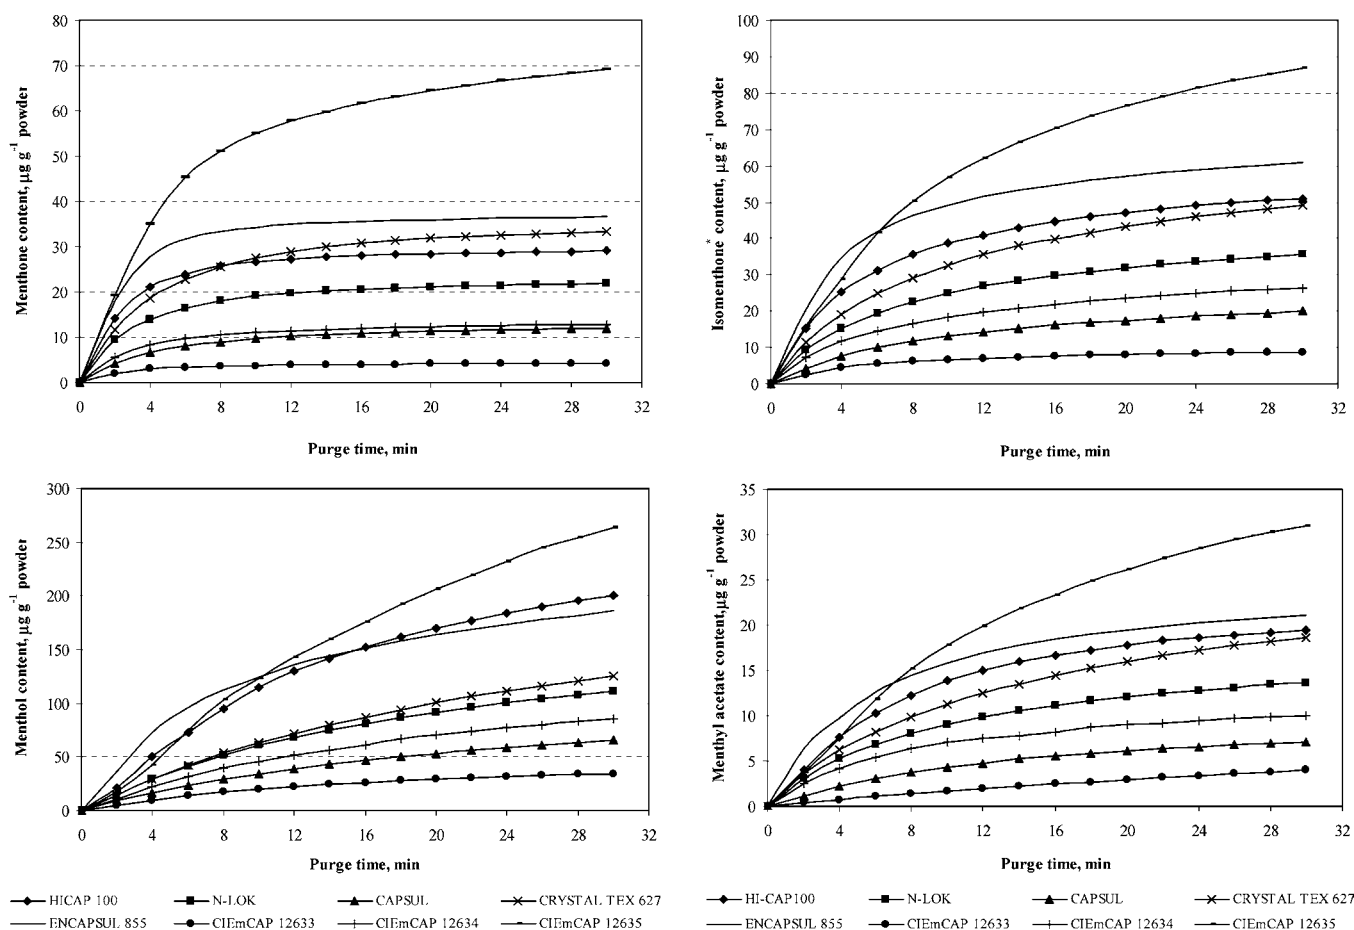 80
70
60
50
40
30
20
10
0
Menthone content, µg g-1 powder
0 4 8 12 16 20 24 28 32
Purge time, min
100
90
80
70
60
50
40
30
20
10
0
Isomenthone* content, µg g-1 powder
0 4 8 12 16 20 24 28 32
Purge time, min
300
250
200
150
100
50
0
Menthol content, µg g-1 powder
0 4 8 12 16 20 24 28 32
Purge time, min
35
30
25
20
15
10
5
0
Menthyl acetate content,µg g-1 powder
0 4 8 12 16 20 24 28 32
Purge time, min
HICAP 100 N-LOK CAPSUL CRYSTAL TEX 627
ENCAPSUL 855 CIEmCAP 12633 CIEmCAP 12634 CIEmCAP 12635
HI-CAP100 N-LOK CAPSUL CRYSTAL TEX 627
ENCAPSUL 855 CIEmCAP 12633 CIEmCAP 12634 CIEmCAP 12635